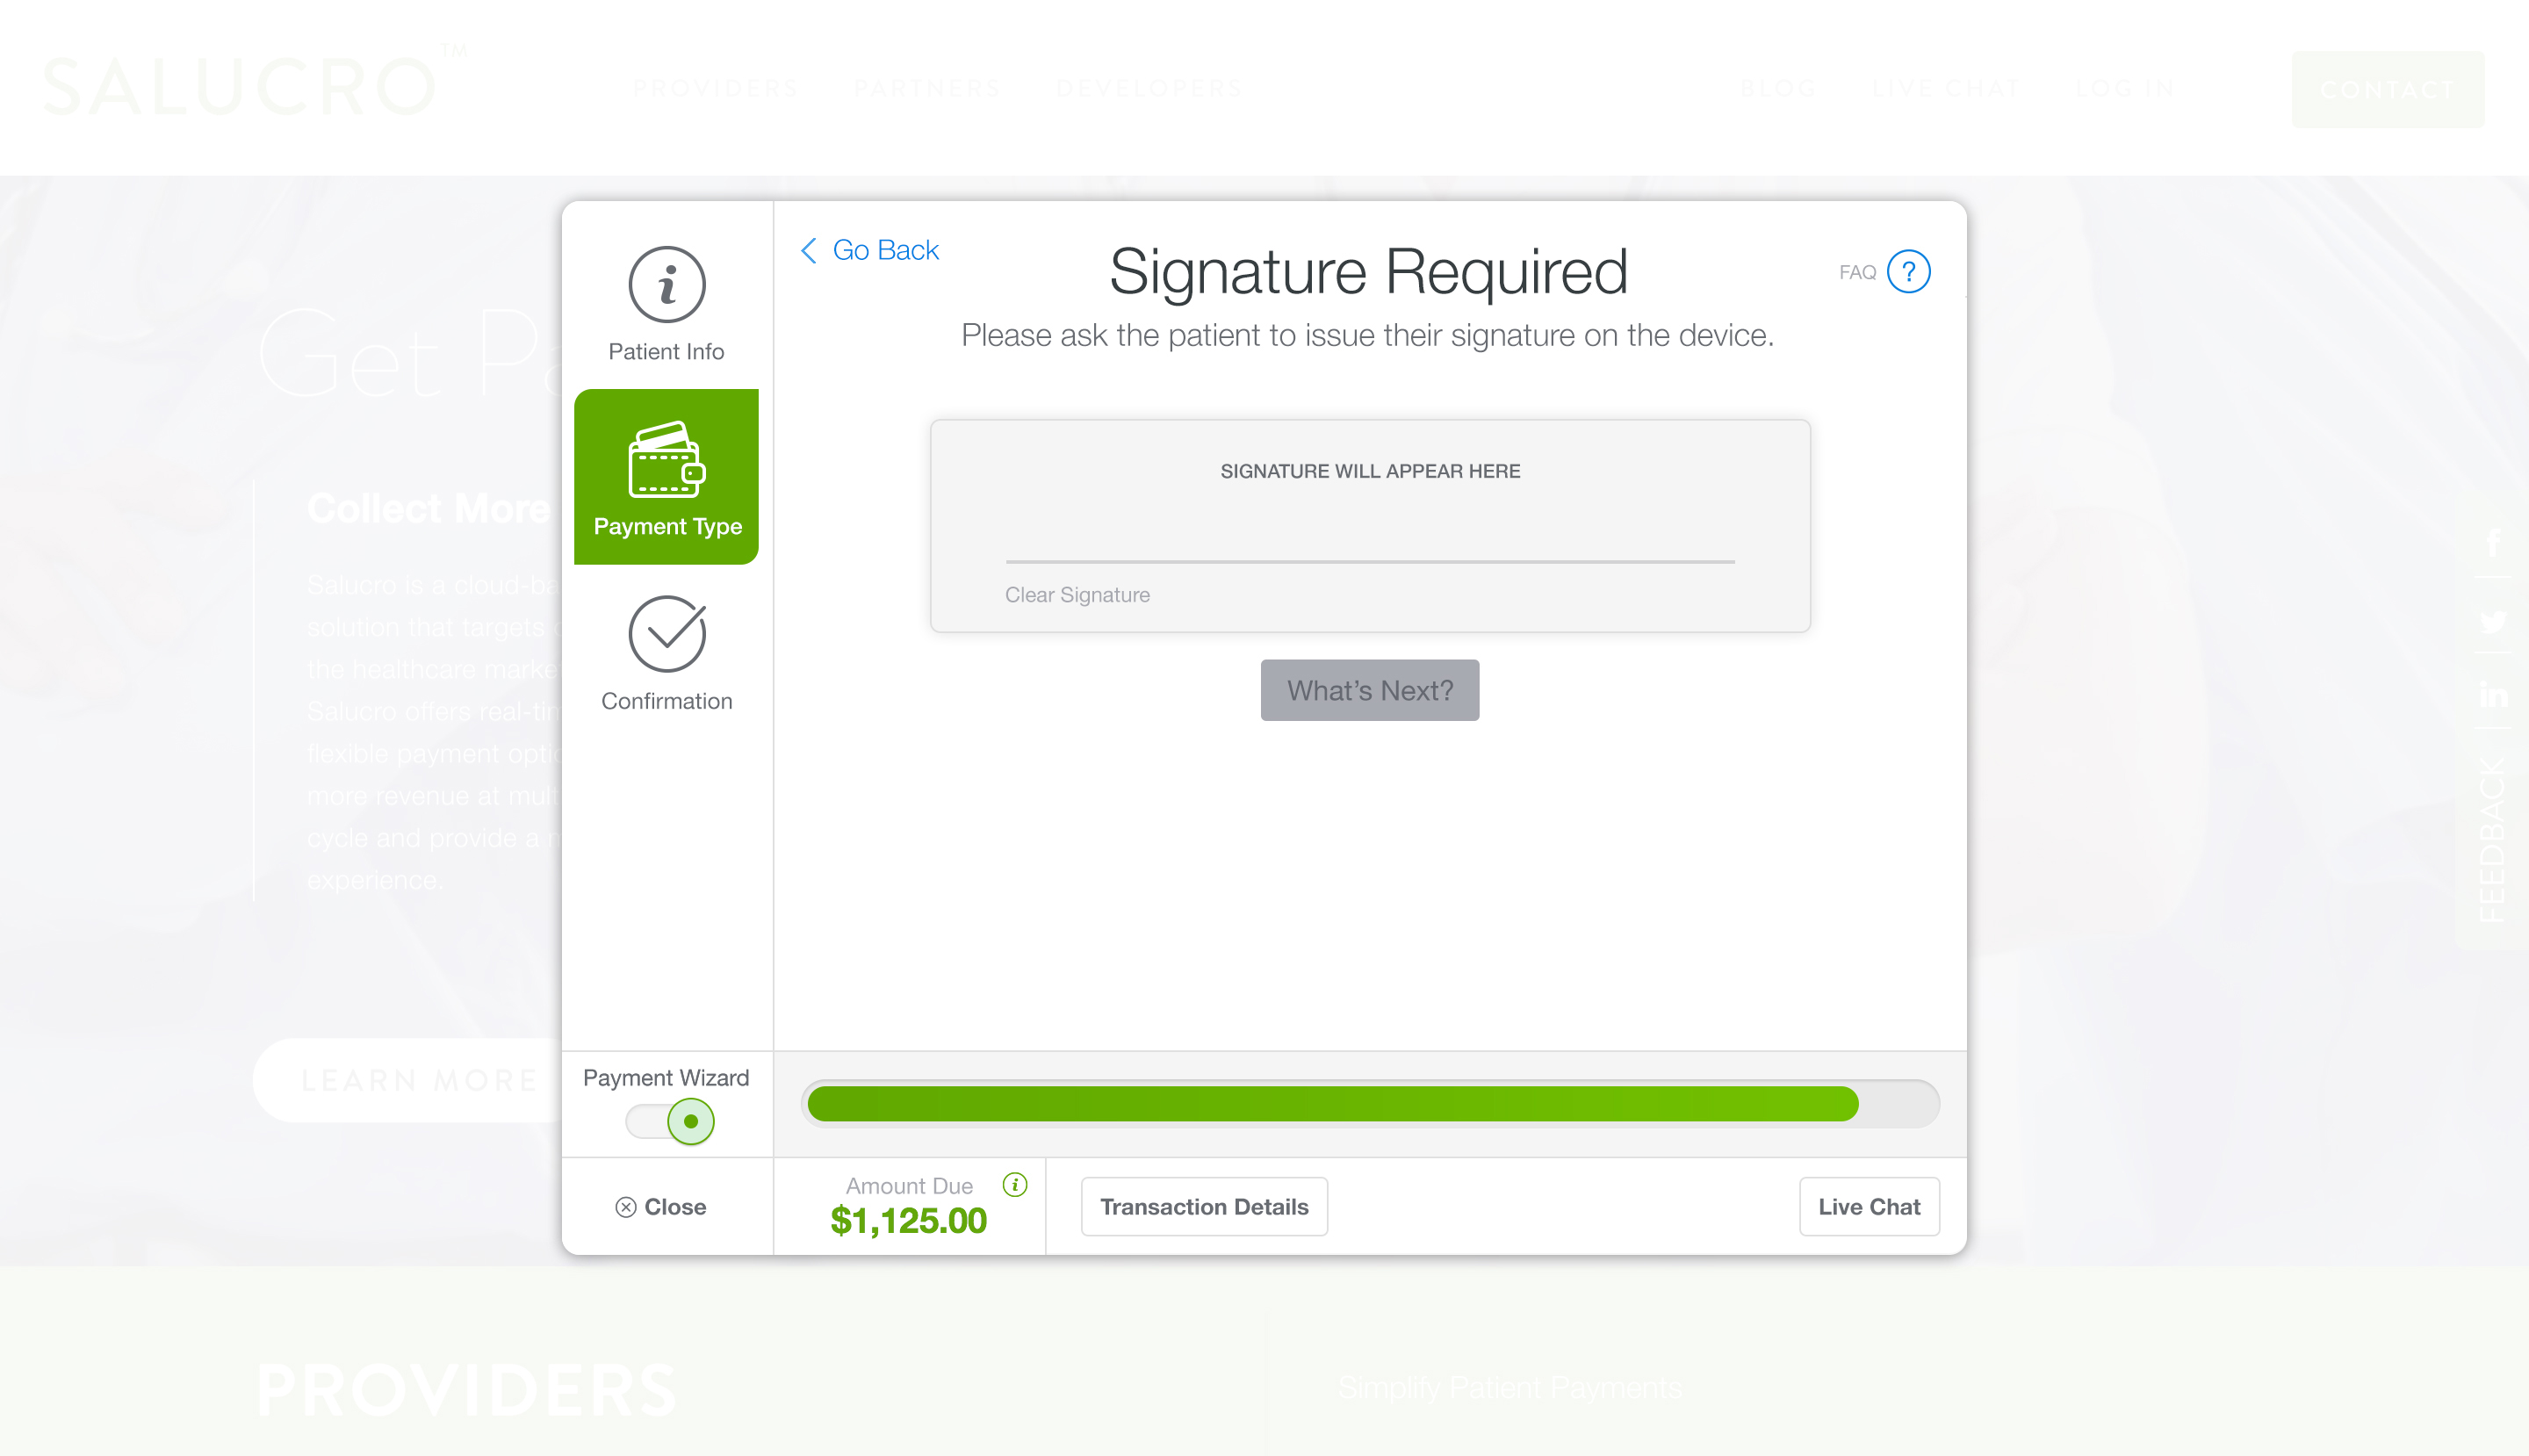 SALUCRO™
PROVIDERS
PARTNERS
DEVELOPERS
BLOG
LIVE CHAT
LOG IN
CONTACT
Get
Collect More
Salucro is a cloud-ba
solution that targets
the healthcare marke
Salucro offers real-tim
flexible payment optio
more revenue at mult
cycle and provide a
experience.
LEARN MORE
Patient Info
Payment Type
Confirmation
Go Back
Signature Required
FAQ ?
Please ask the patient to issue their signature on the device.
SIGNATURE WILL APPEAR HERE
Clear Signature
What's Next?
Payment Wizard
Close
Amount Due
$1,125.00
Transaction Details
Live Chat
FEEDBACK
PROVIDERS
Simplify Patient Payments